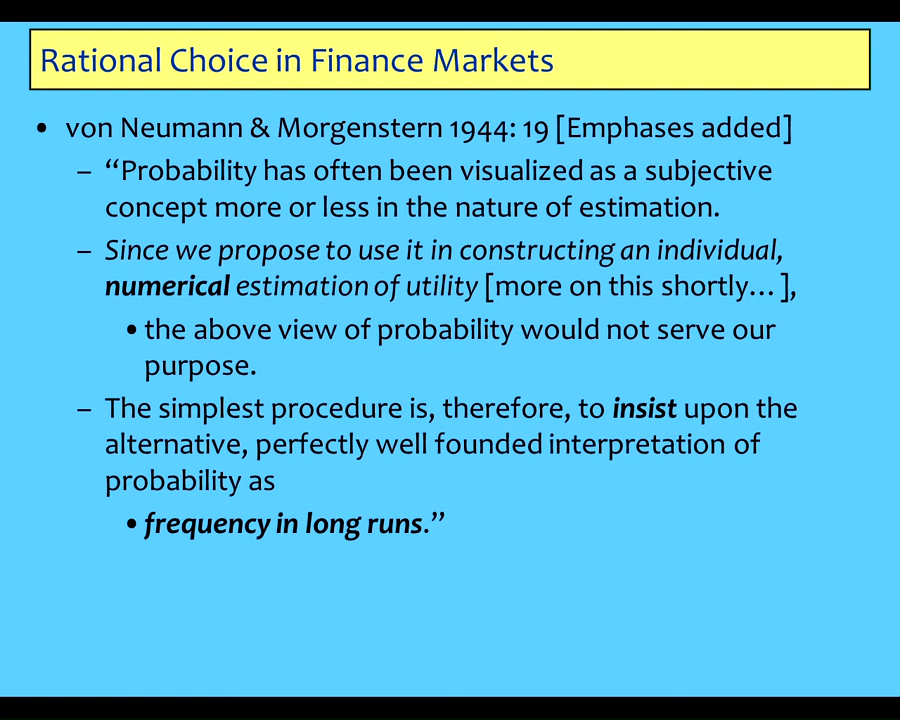 Rational Choice in Finance Markets
• von Neumann & Morgenstern 1944: 19 [Emphases added]
– “Probability has often been visualized as a subjective
concept more or less in the nature of estimation.
– Since we propose to use it in constructing an individual,
numerical estimation of utility [more on this shortly…],
• the above view of probability would not serve our
purpose.
– The simplest procedure is, therefore, to insist upon the
alternative, perfectly well founded interpretation of
probability as
• frequency in long runs.”